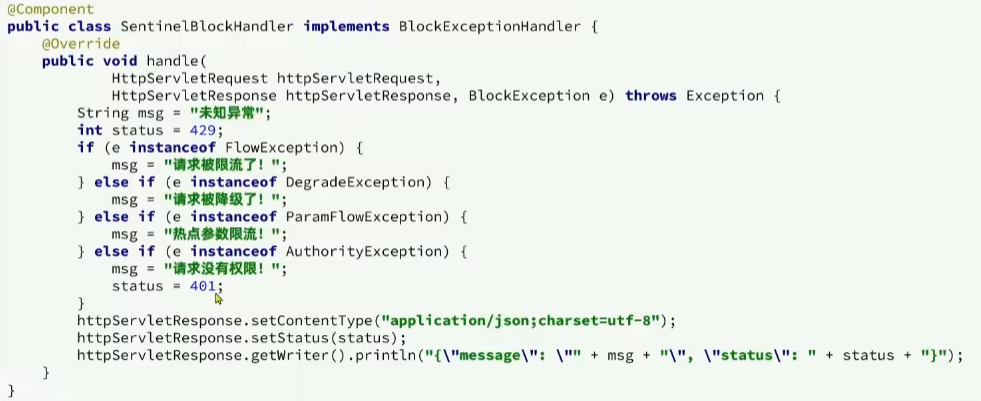 @Component
public class SentinelBlockHandler implements BlockExceptionHandler {
    @Override
    public void handle(
            HttpServletRequest httpServletRequest,
            HttpServletResponse httpServletResponse, BlockException e) throws Exception {
        String msg = "未知异常";
        int status = 429;
        if (e instanceof FlowException) {
            msg = "请求被限流了！";
        } else if (e instanceof DegradeException) {
            msg = "请求被降级了！";
        } else if (e instanceof ParamFlowException) {
            msg = "热点参数限流！";
        } else if (e instanceof AuthorityException) {
            msg = "请求没有权限！";
            status = 401;
        }
        httpServletResponse.setContentType("application/json;charset=utf-8");
        httpServletResponse.setStatus(status);
        httpServletResponse.getWriter().println("{\"message\": \"" + msg + "\", \"status\": " + status + "}");
    }
}